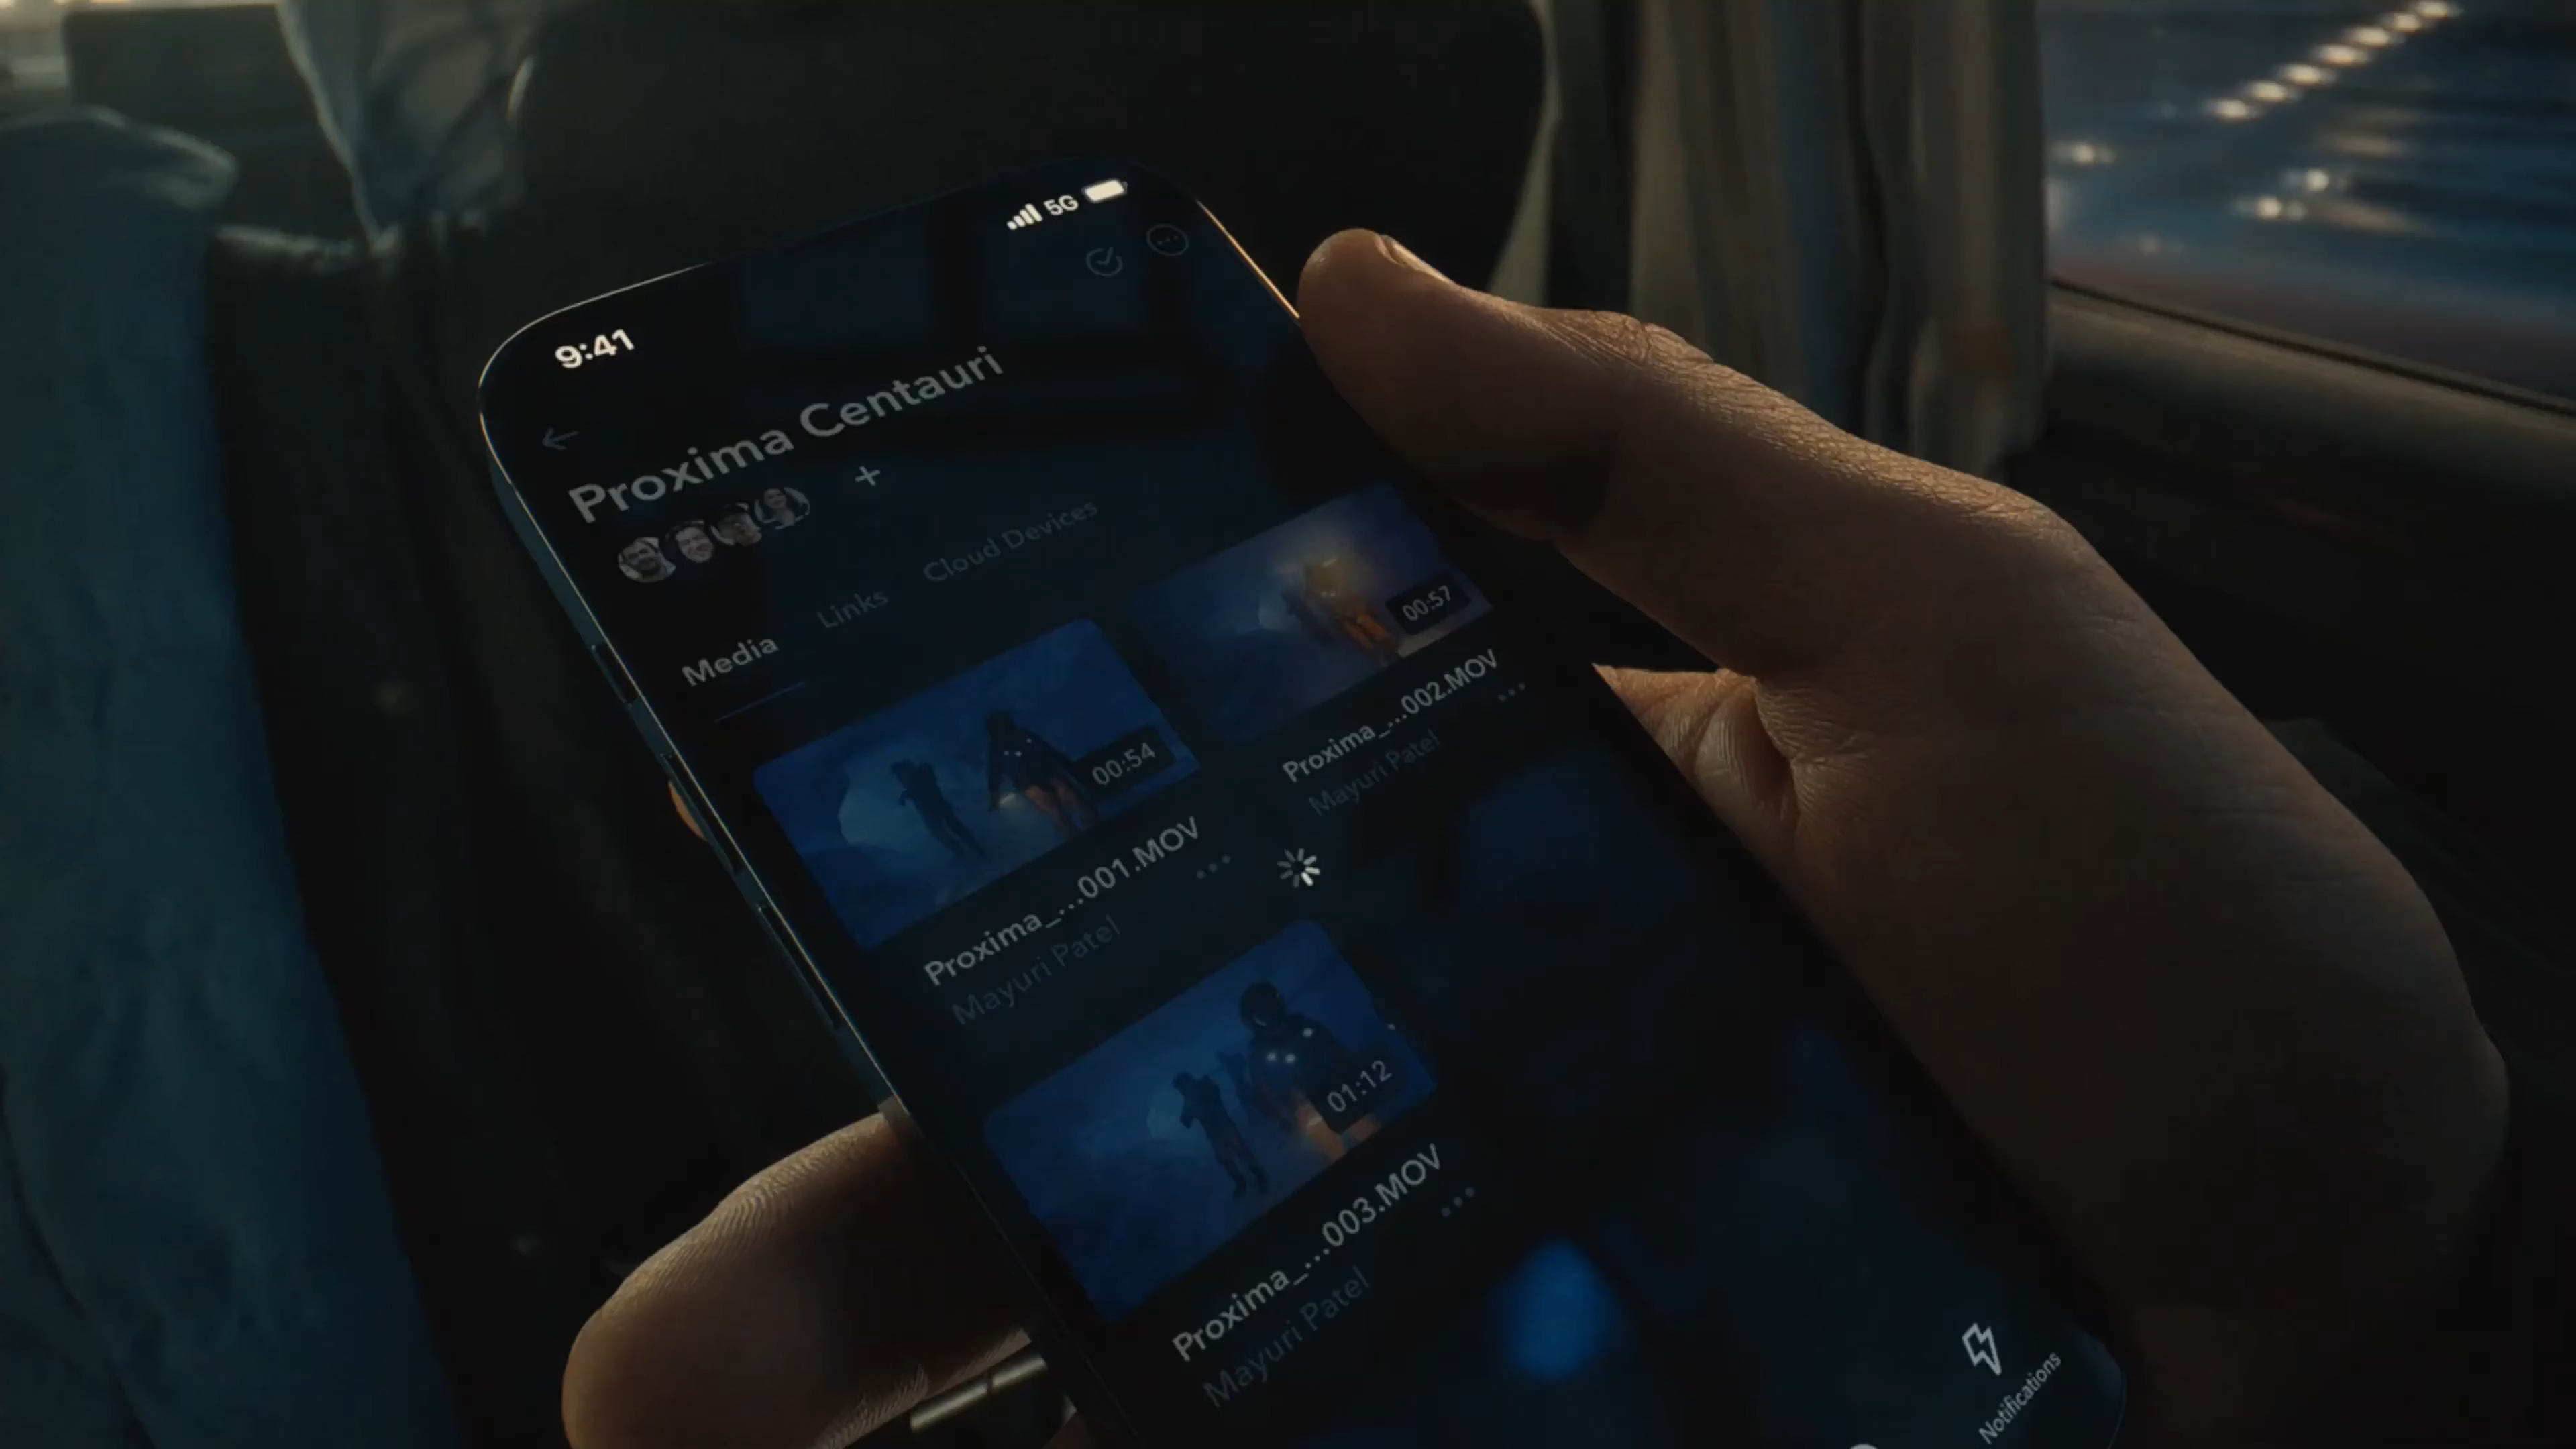 5G
9:41
Proxima Centauri
Media
Links
Cloud Devices
00:54
00:57
Proxima_...001.MOV
Mayuri Patel
Proxima_...002.MOV
Mayuri Patel
01:12
Proxima_...003.MOV
Mayuri Patel
Notifications